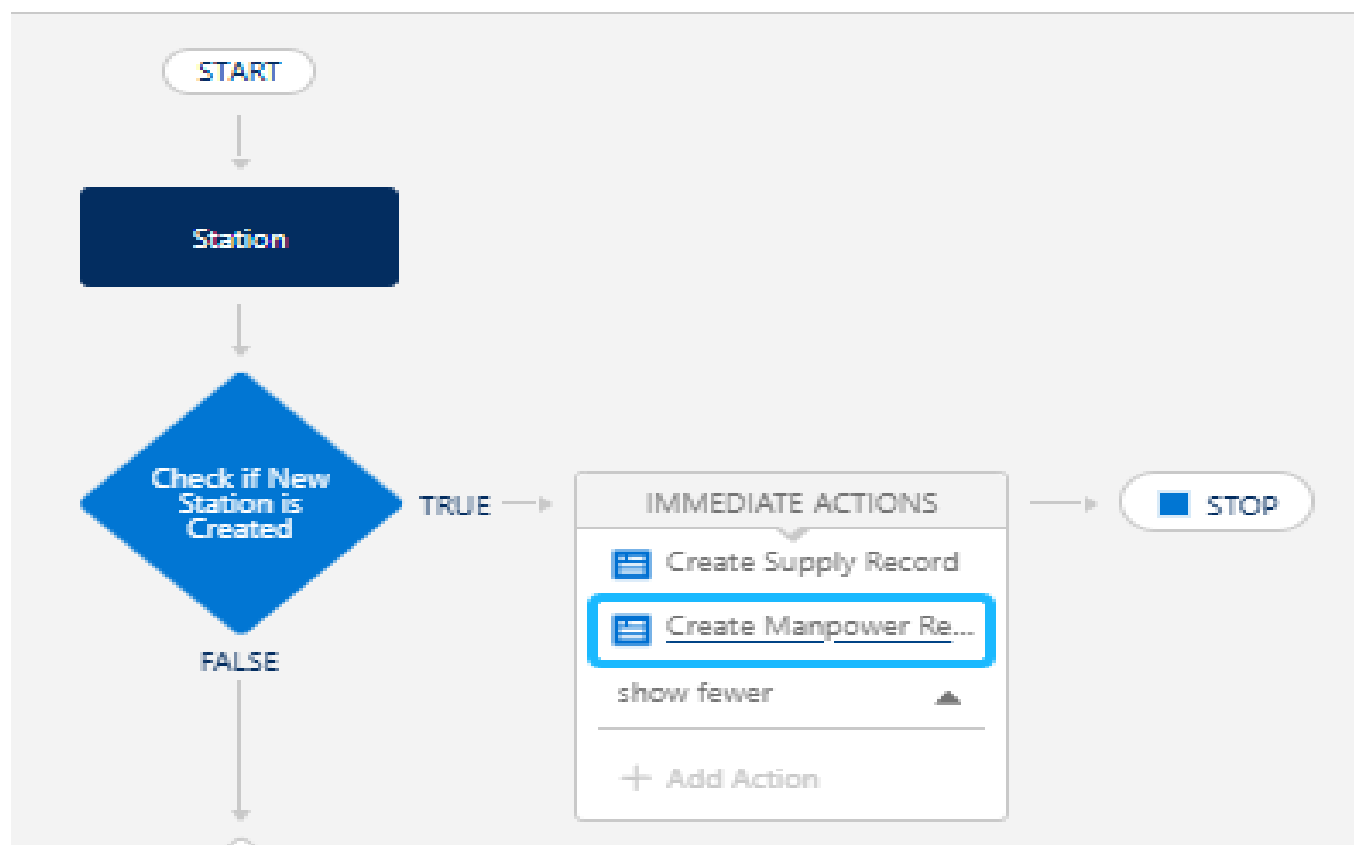 START
Station
Check if New
Station is
Created
TRUE
IMMEDIATE ACTIONS
STOP
Create Supply Record
Create Manpower Re...
show fewer
Add Action
FALSE